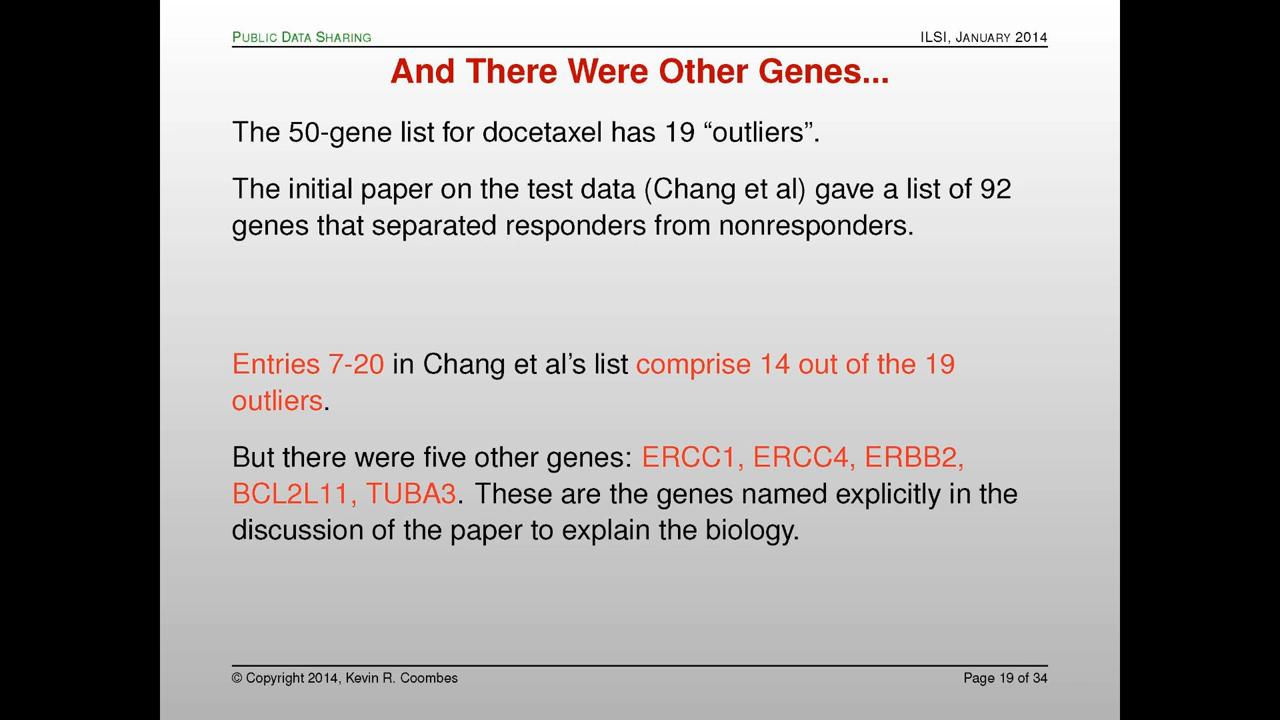 PUBLIC DATA SHARING
ILSI, JANUARY 2014
And There Were Other Genes...
The 50-gene list for docetaxel has 19 “outliers”.
The initial paper on the test data (Chang et al) gave a list of 92
genes that separated responders from nonresponders.
Entries 7-20 in Chang et al’s list comprise 14 out of the 19
outliers.
But there were five other genes: ERCC1, ERCC4, ERBB2,
BCL2L11, TUBA3. These are the genes named explicitly in the
discussion of the paper to explain the biology.
© Copyright 2014, Kevin R. Coombes
Page 19 of 34